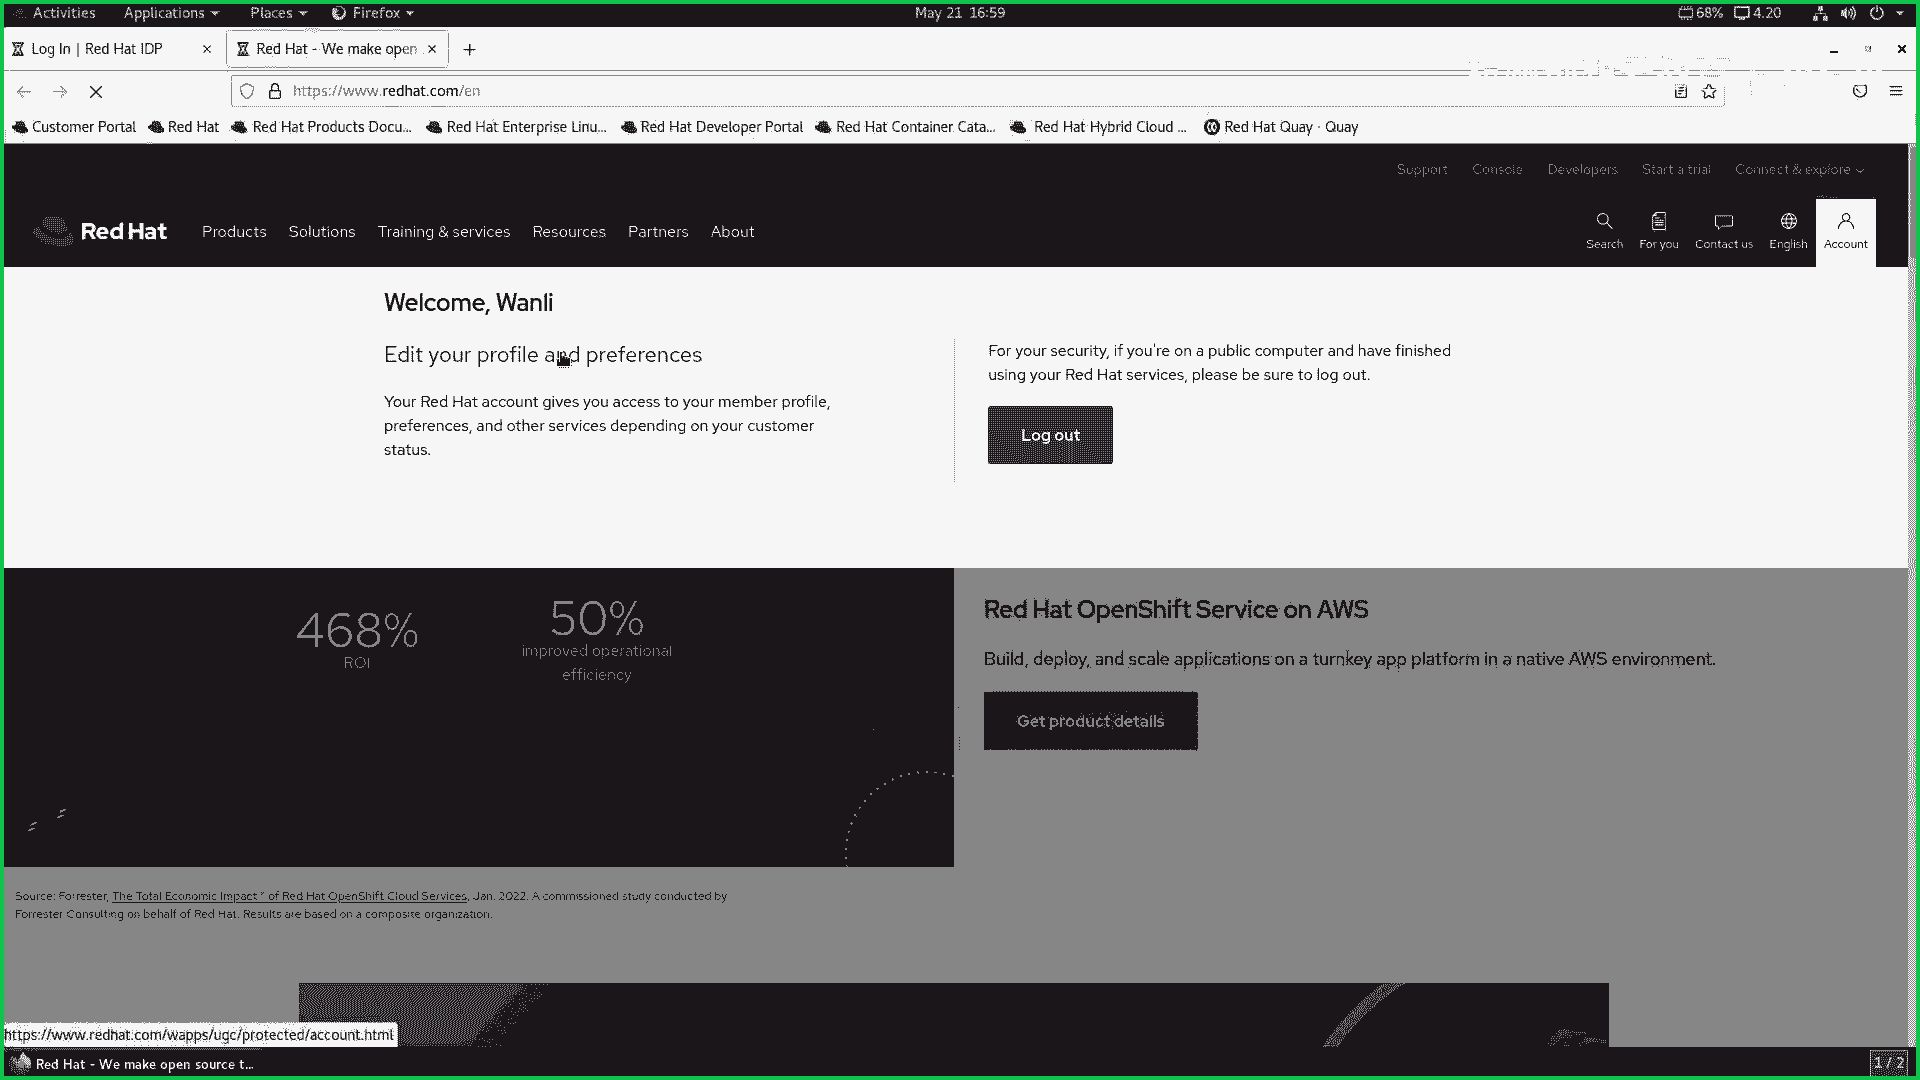 Activities Applications Places Firefox May 21 16:59 68% 4.20
Log In | Red Hat IDP Red Hat - We make open
https://www.redhat.com/en
Customer Portal Red Hat Red Hat Products Docu... Red Hat Enterprise Linu... Red Hat Developer Portal Red Hat Container Cata... Red Hat Hybrid Cloud ... Red Hat Quay · Quay
Support Console Developers Start a trial Connect & explore
Red Hat Products Solutions Training & services Resources Partners About Search For you Contact us English Account
Welcome, Wanli
Edit your profile and preferences
Your Red Hat account gives you access to your member profile,
preferences, and other services depending on your customer
status.
For your security, if you're on a public computer and have finished
using your Red Hat services, please be sure to log out.
Log out
468%
ROI
50%
improved operational
efficiency
Red Hat OpenShift Service on AWS
Build, deploy, and scale applications on a turnkey app platform in a native AWS environment.
Get product details
Source: Forrester, The Total Economic Impact™ of Red Hat OpenShift Cloud Services, Jan. 2022. A commissioned study conducted by
Forrester Consulting on behalf of Red Hat. Results are based on a composite organization.
https://www.redhat.com/wapps/ugc/protected/account.html
Red Hat - We make open source t... 1 / 2